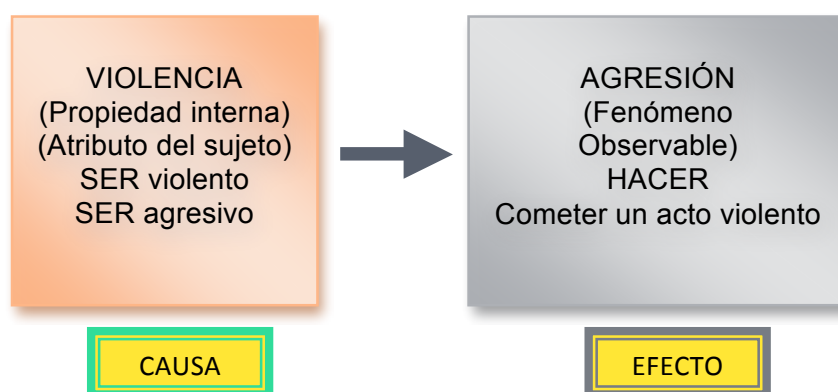 VIOLENCIA
(Propiedad interna)
(Atributo del sujeto)
SER violento
SER agresivo
CAUSA
AGRESIÓN
(Fenómeno
Observable)
HACER
Cometer un acto violento
EFECTO